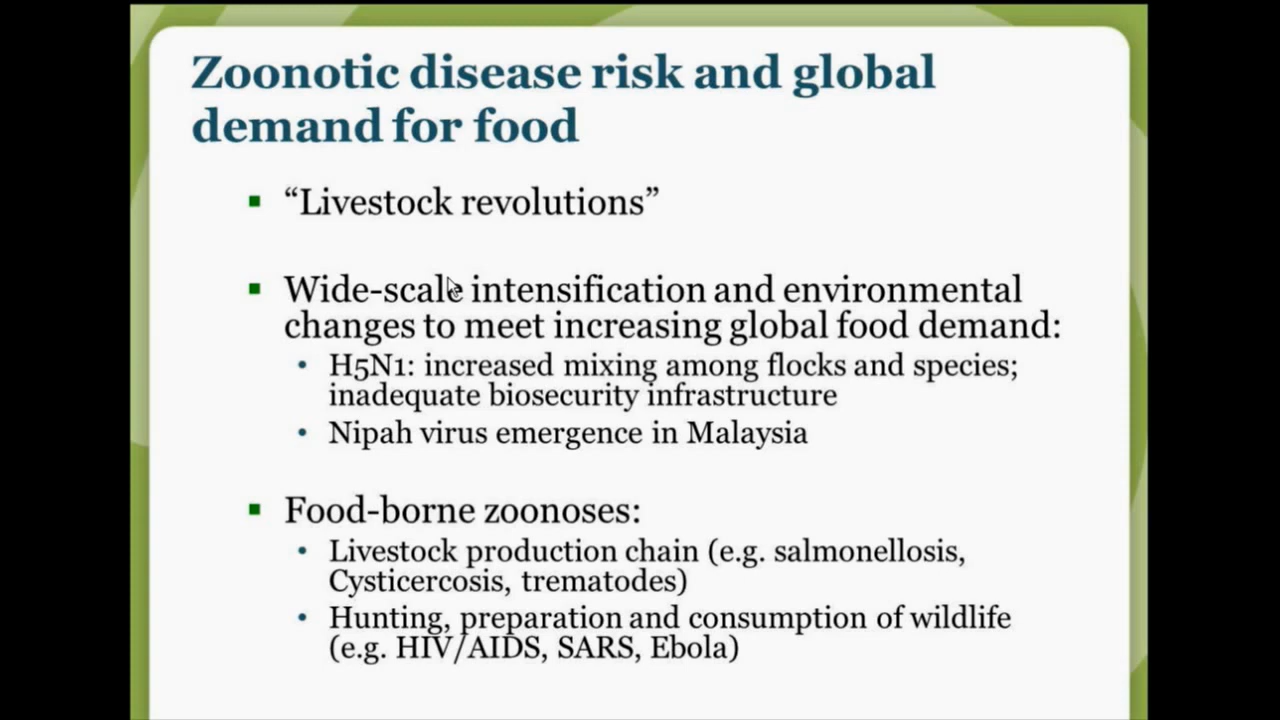 Zoonotic disease risk and global
demand for food
▪ “Livestock revolutions”
▪ Wide-scale intensification and environmental
changes to meet increasing global food demand:
• H5N1: increased mixing among flocks and species;
inadequate biosecurity infrastructure
• Nipah virus emergence in Malaysia
▪ Food-borne zoonoses:
• Livestock production chain (e.g. salmonellosis,
Cysticercosis, trematodes)
• Hunting, preparation and consumption of wildlife
(e.g. HIV/AIDS, SARS, Ebola)